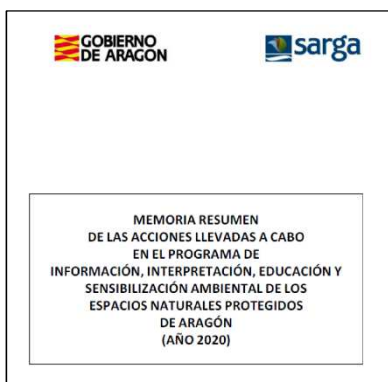 GOBIERNO
DE ARAGON
sarga
MEMORIA RESUMEN
DE LAS ACCIONES LLEVADAS A CABO
EN EL PROGRAMA DE
INFORMACIÓN, INTERPRETACIÓN, EDUCACIÓN Y
SENSIBILIZACIÓN AMBIENTAL DE LOS
ESPACIOS NATURALES PROTEGIDOS
DE ARAGÓN
(AÑO 2020)